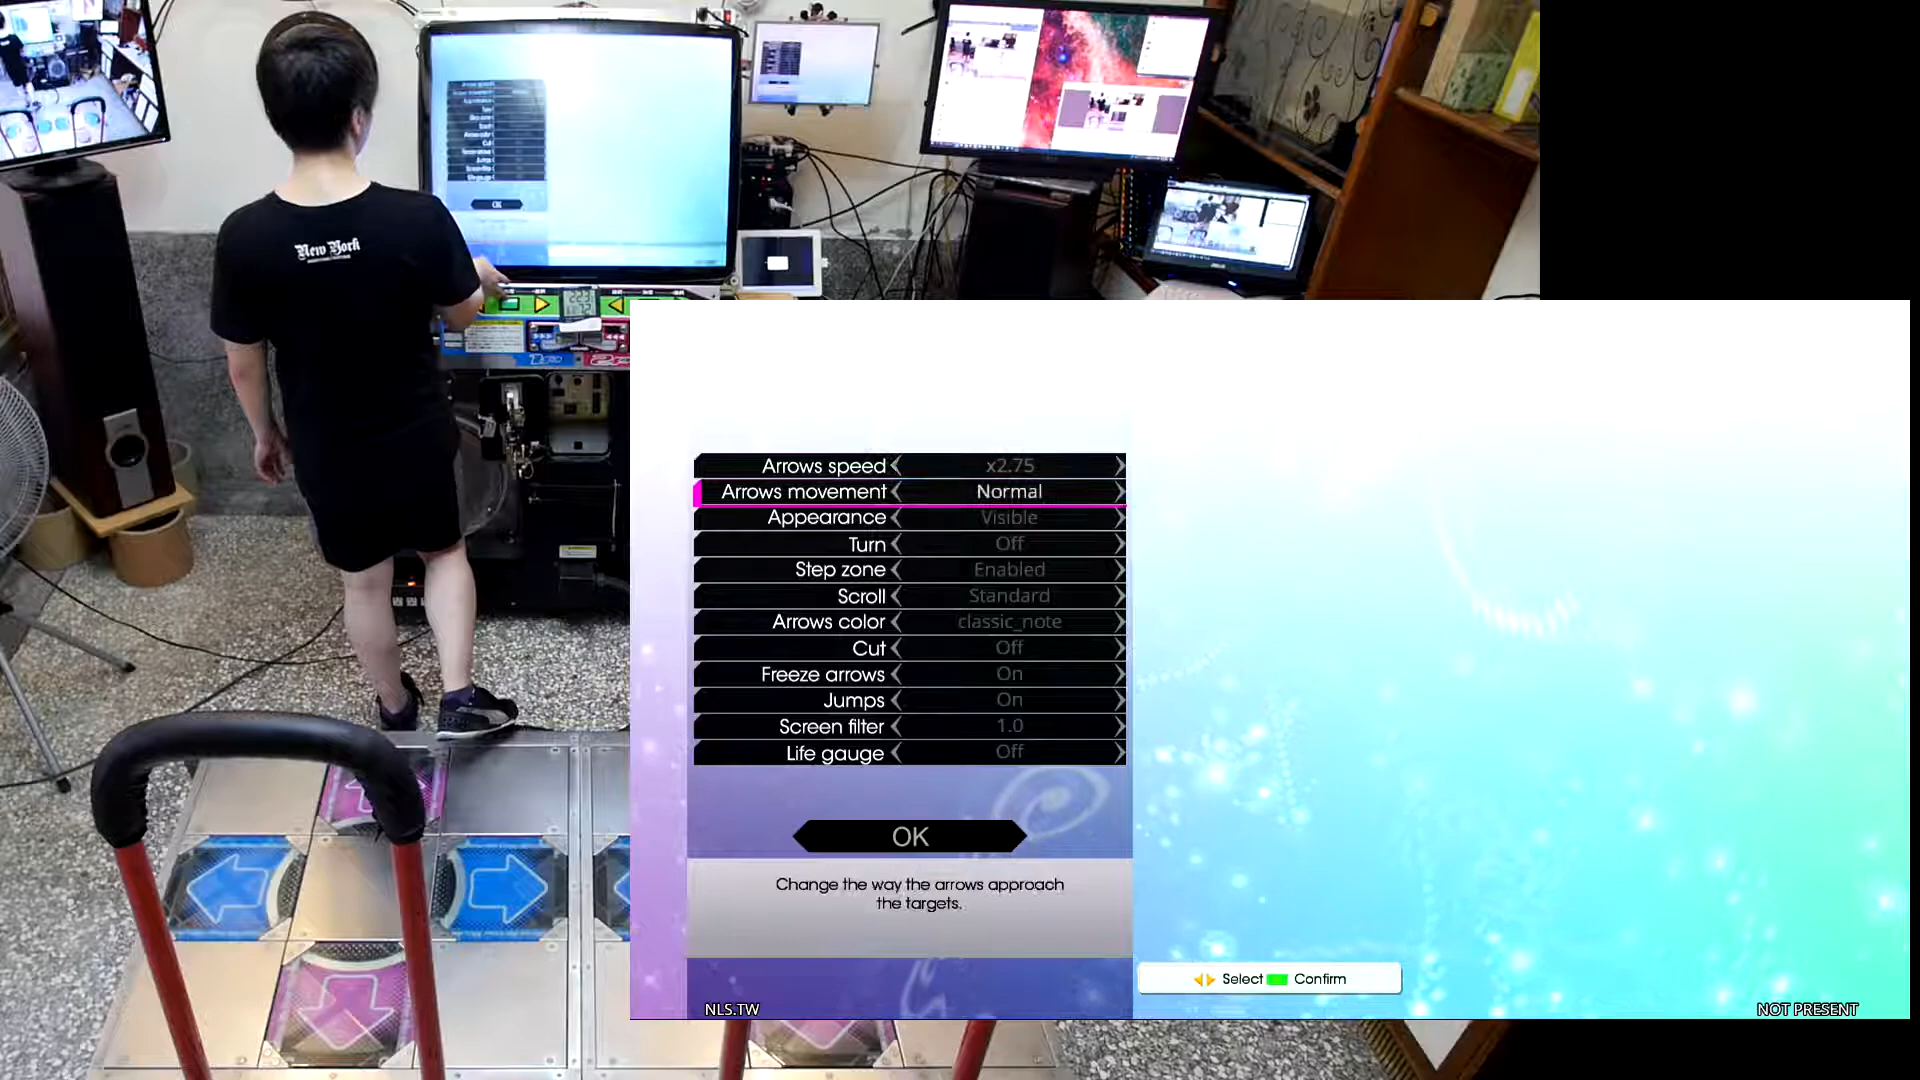 New York
Arrows speed x2.75
Arrows movement Normal
Appearance Visible
Turn Off
Step zone Enabled
Scroll Standard
Arrows color classic_note
Cut Off
Freeze arrows On
Jumps On
Screen filter 1.0
Life gauge Off
OK
Change the way the arrows approach
the targets.
Select Confirm
NLS.TW
NOT PRESENT